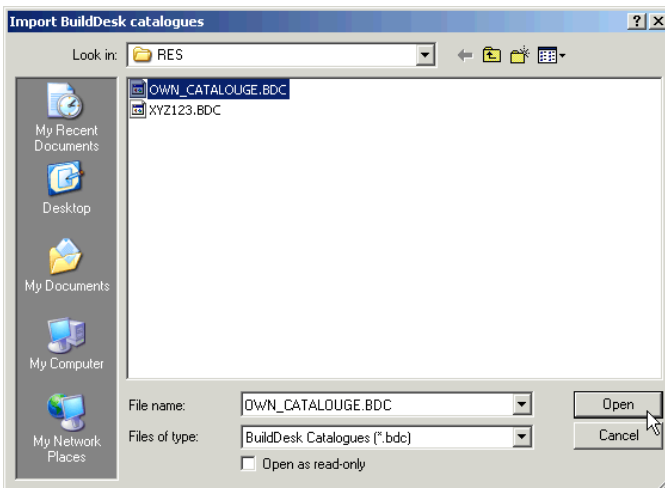 Import BuildDesk catalogues
Look in:
RES
OWN_CATALOUGE.BDC
XYZ123.BDC
My Recent
Documents
Desktop
My Documents
My Computer
My Network
Places
File name:
OWN_CATALOUGE.BDC
Open
Files of type:
BuildDesk Catalogues (*.bdc)
Cancel
Open as read-only